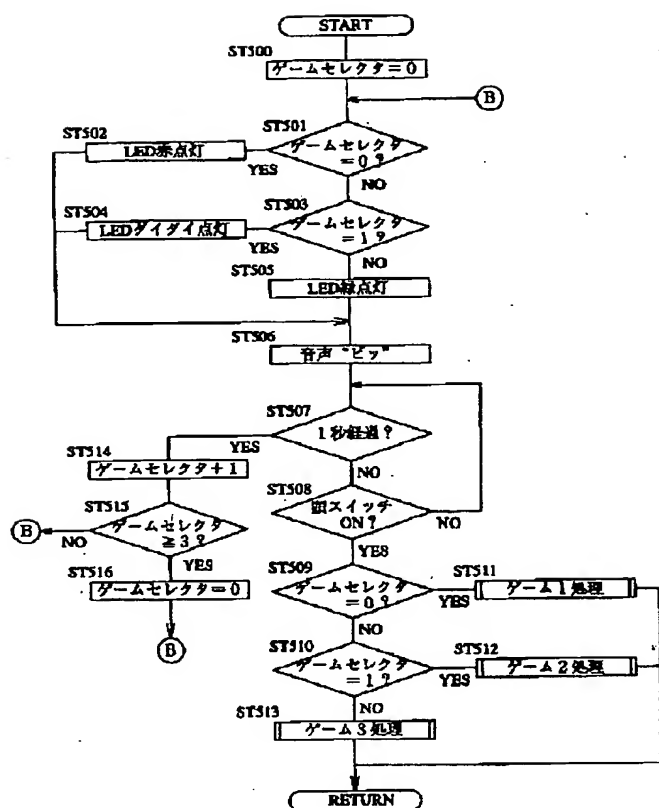 START
ST500
ゲームセレクタ=0
B
ST501
ゲームセレクタ
=0?
YES
NO
ST502
LED赤点灯
ST503
ゲームセレクタ
=1?
YES
NO
ST504
LEDダイダイ点灯
ST505
LED緑点灯
ST506
音声“ピッ”
ST507
1秒経過?
YES
NO
ST514
ゲームセレクタ+1
ST508
頭スイッチ
ON?
NO
YES
ST515
ゲームセレクタ
≧3?
B
NO
YES
ST516
ゲームセレクタ=0
B
ST509
ゲームセレクタ
=0?
YES
NO
ST511
ゲーム1処理
ST510
ゲームセレクタ
=1?
YES
NO
ST512
ゲーム2処理
ST513
ゲーム3処理
RETURN